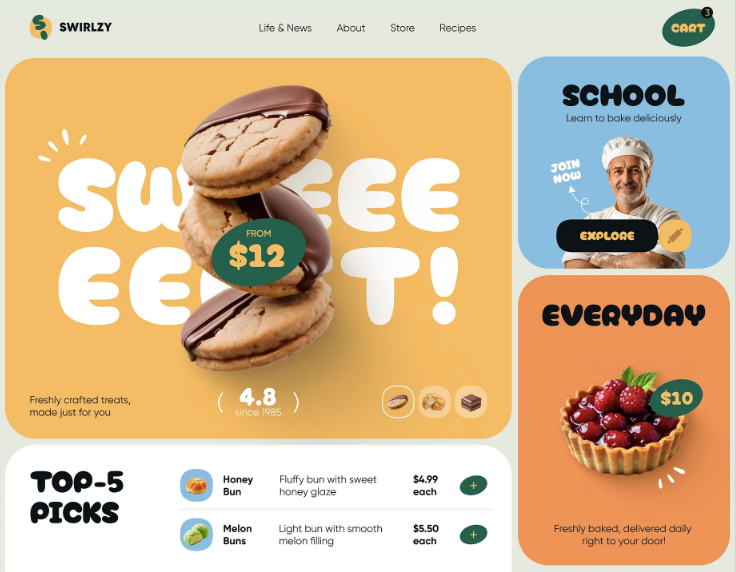 SWIRLZY
Life & News
About
Store
Recipes
CART
3
SW EEE
EE T!
FROM
$12
Freshly crafted treats,
made just for you
( 4.8 )
since 1985
SCHOOL
Learn to bake deliciously
JOIN
NOW
EXPLORE
EVERYDAY
$10
Freshly baked, delivered daily
right to your door!
TOP-5
PICKS
Honey
Bun
Fluffy bun with sweet
honey glaze
$4.99
each
+
Melon
Buns
Light bun with smooth
melon filling
$5.50
each
+